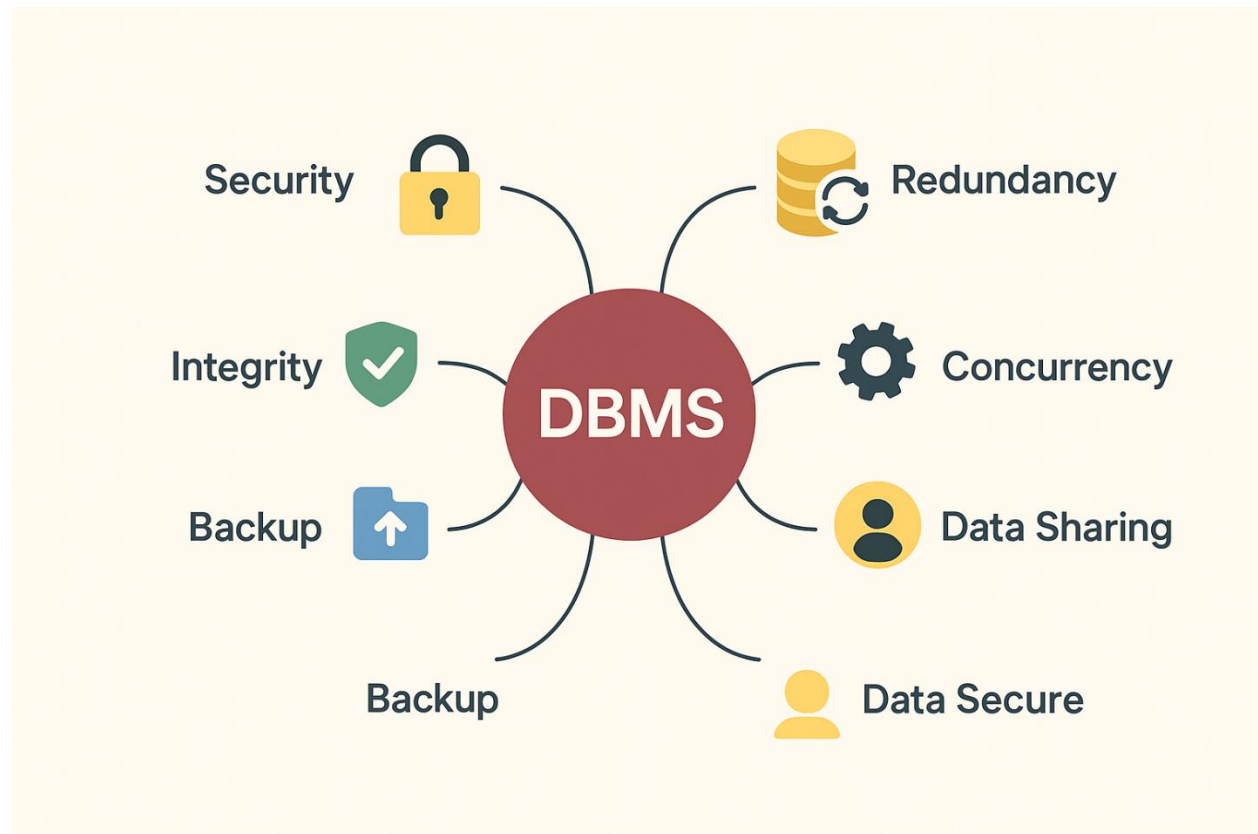 Security
Redundancy
Integrity
Concurrency
DBMS
Backup
Data Sharing
Backup
Data Secure